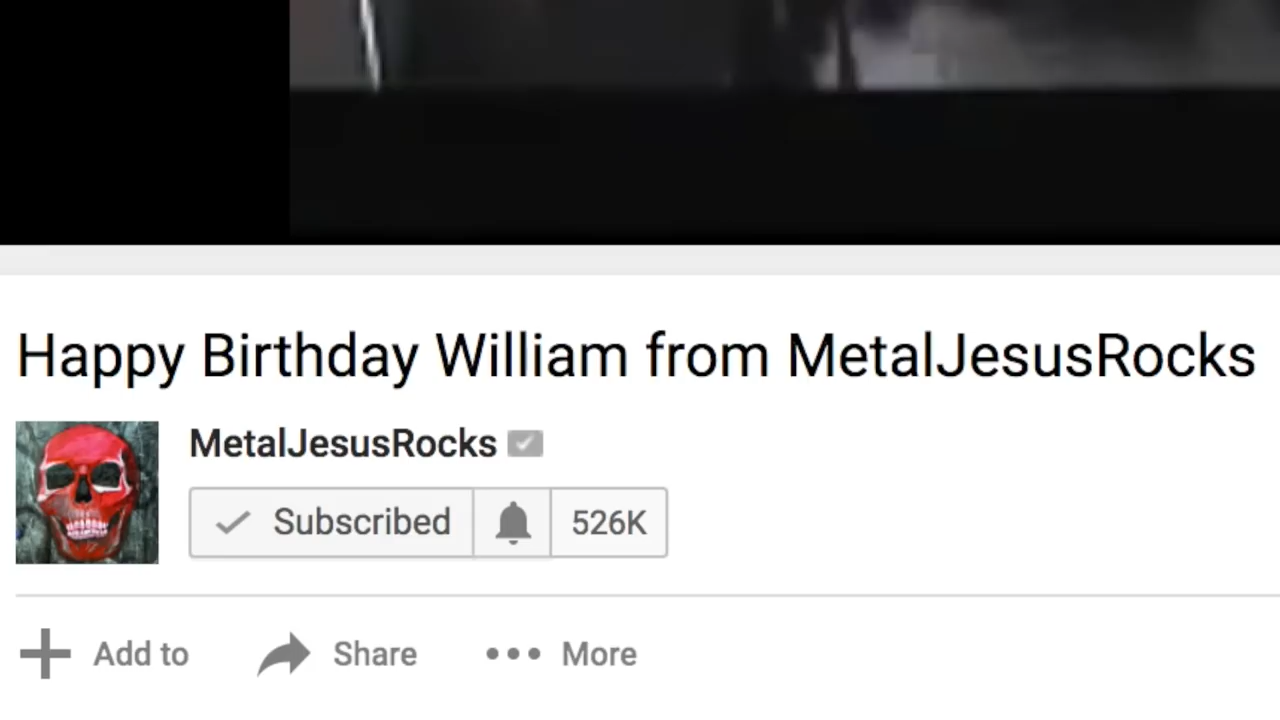 Happy Birthday William from MetalJesusRocks
MetalJesusRocks
Subscribed 526K
Add to Share More